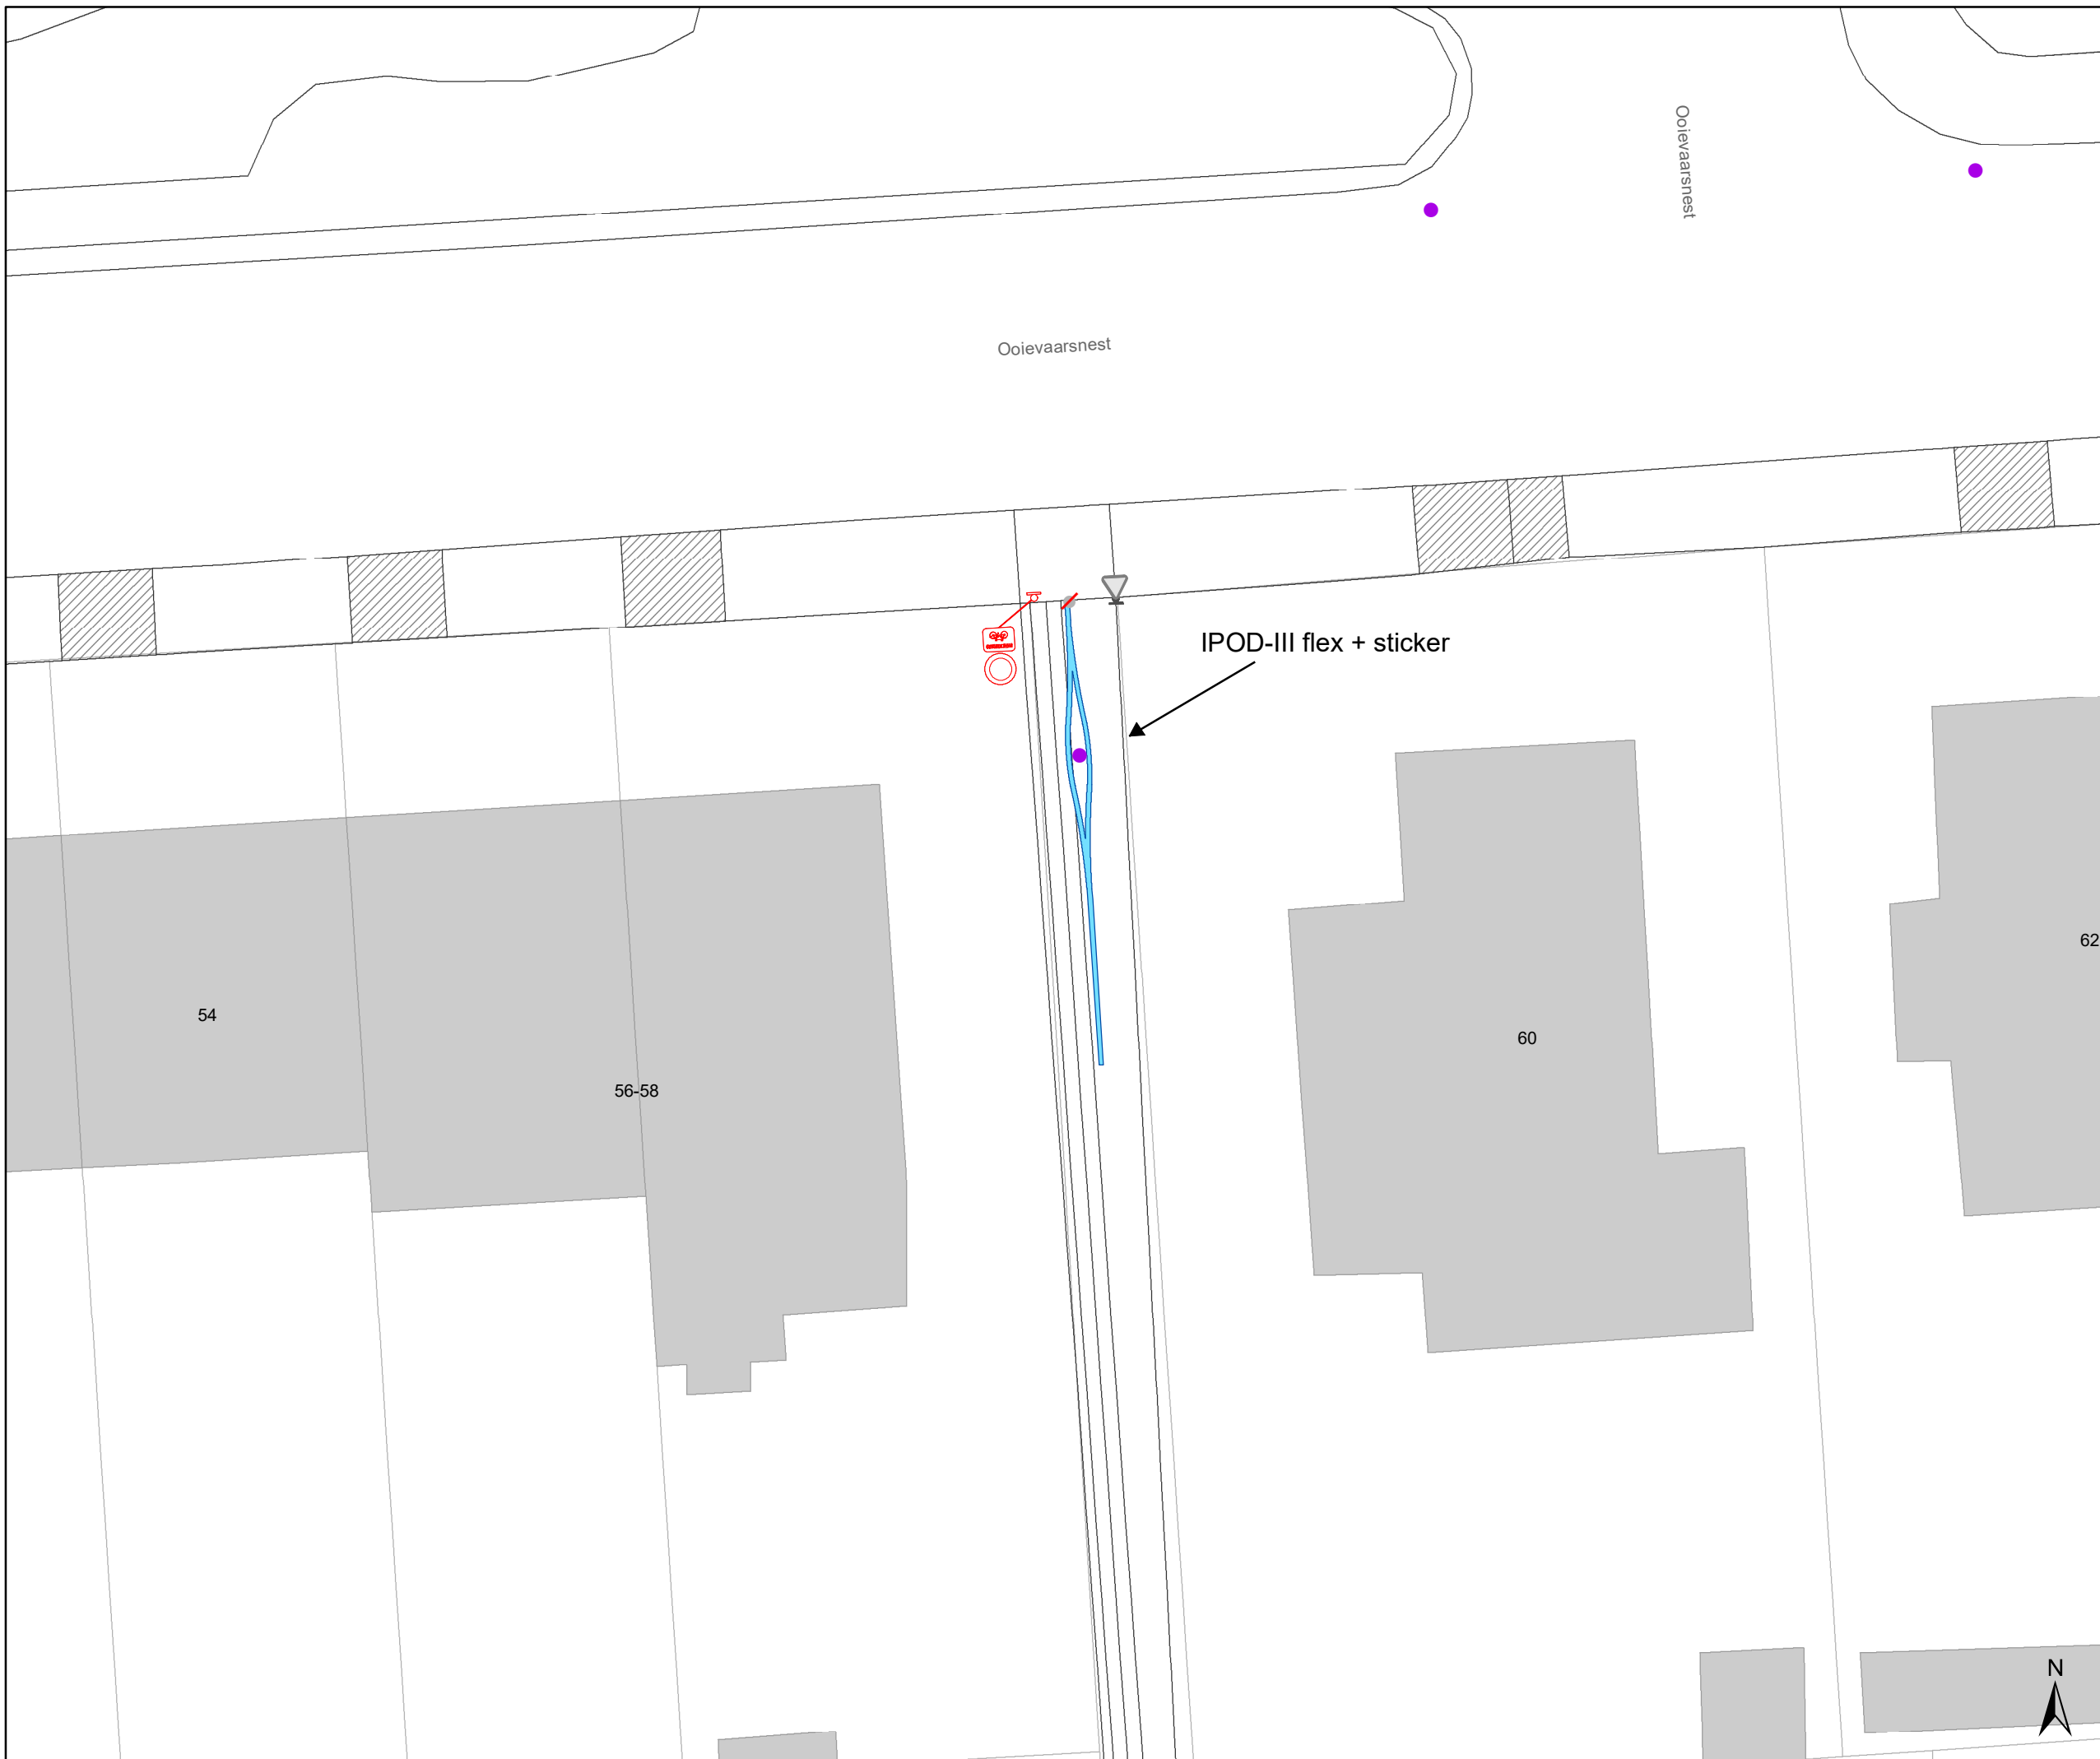 Ooievaarsnest
Ooievaarsnest
IPOD-III flex + sticker
62
54
60
56-58
N